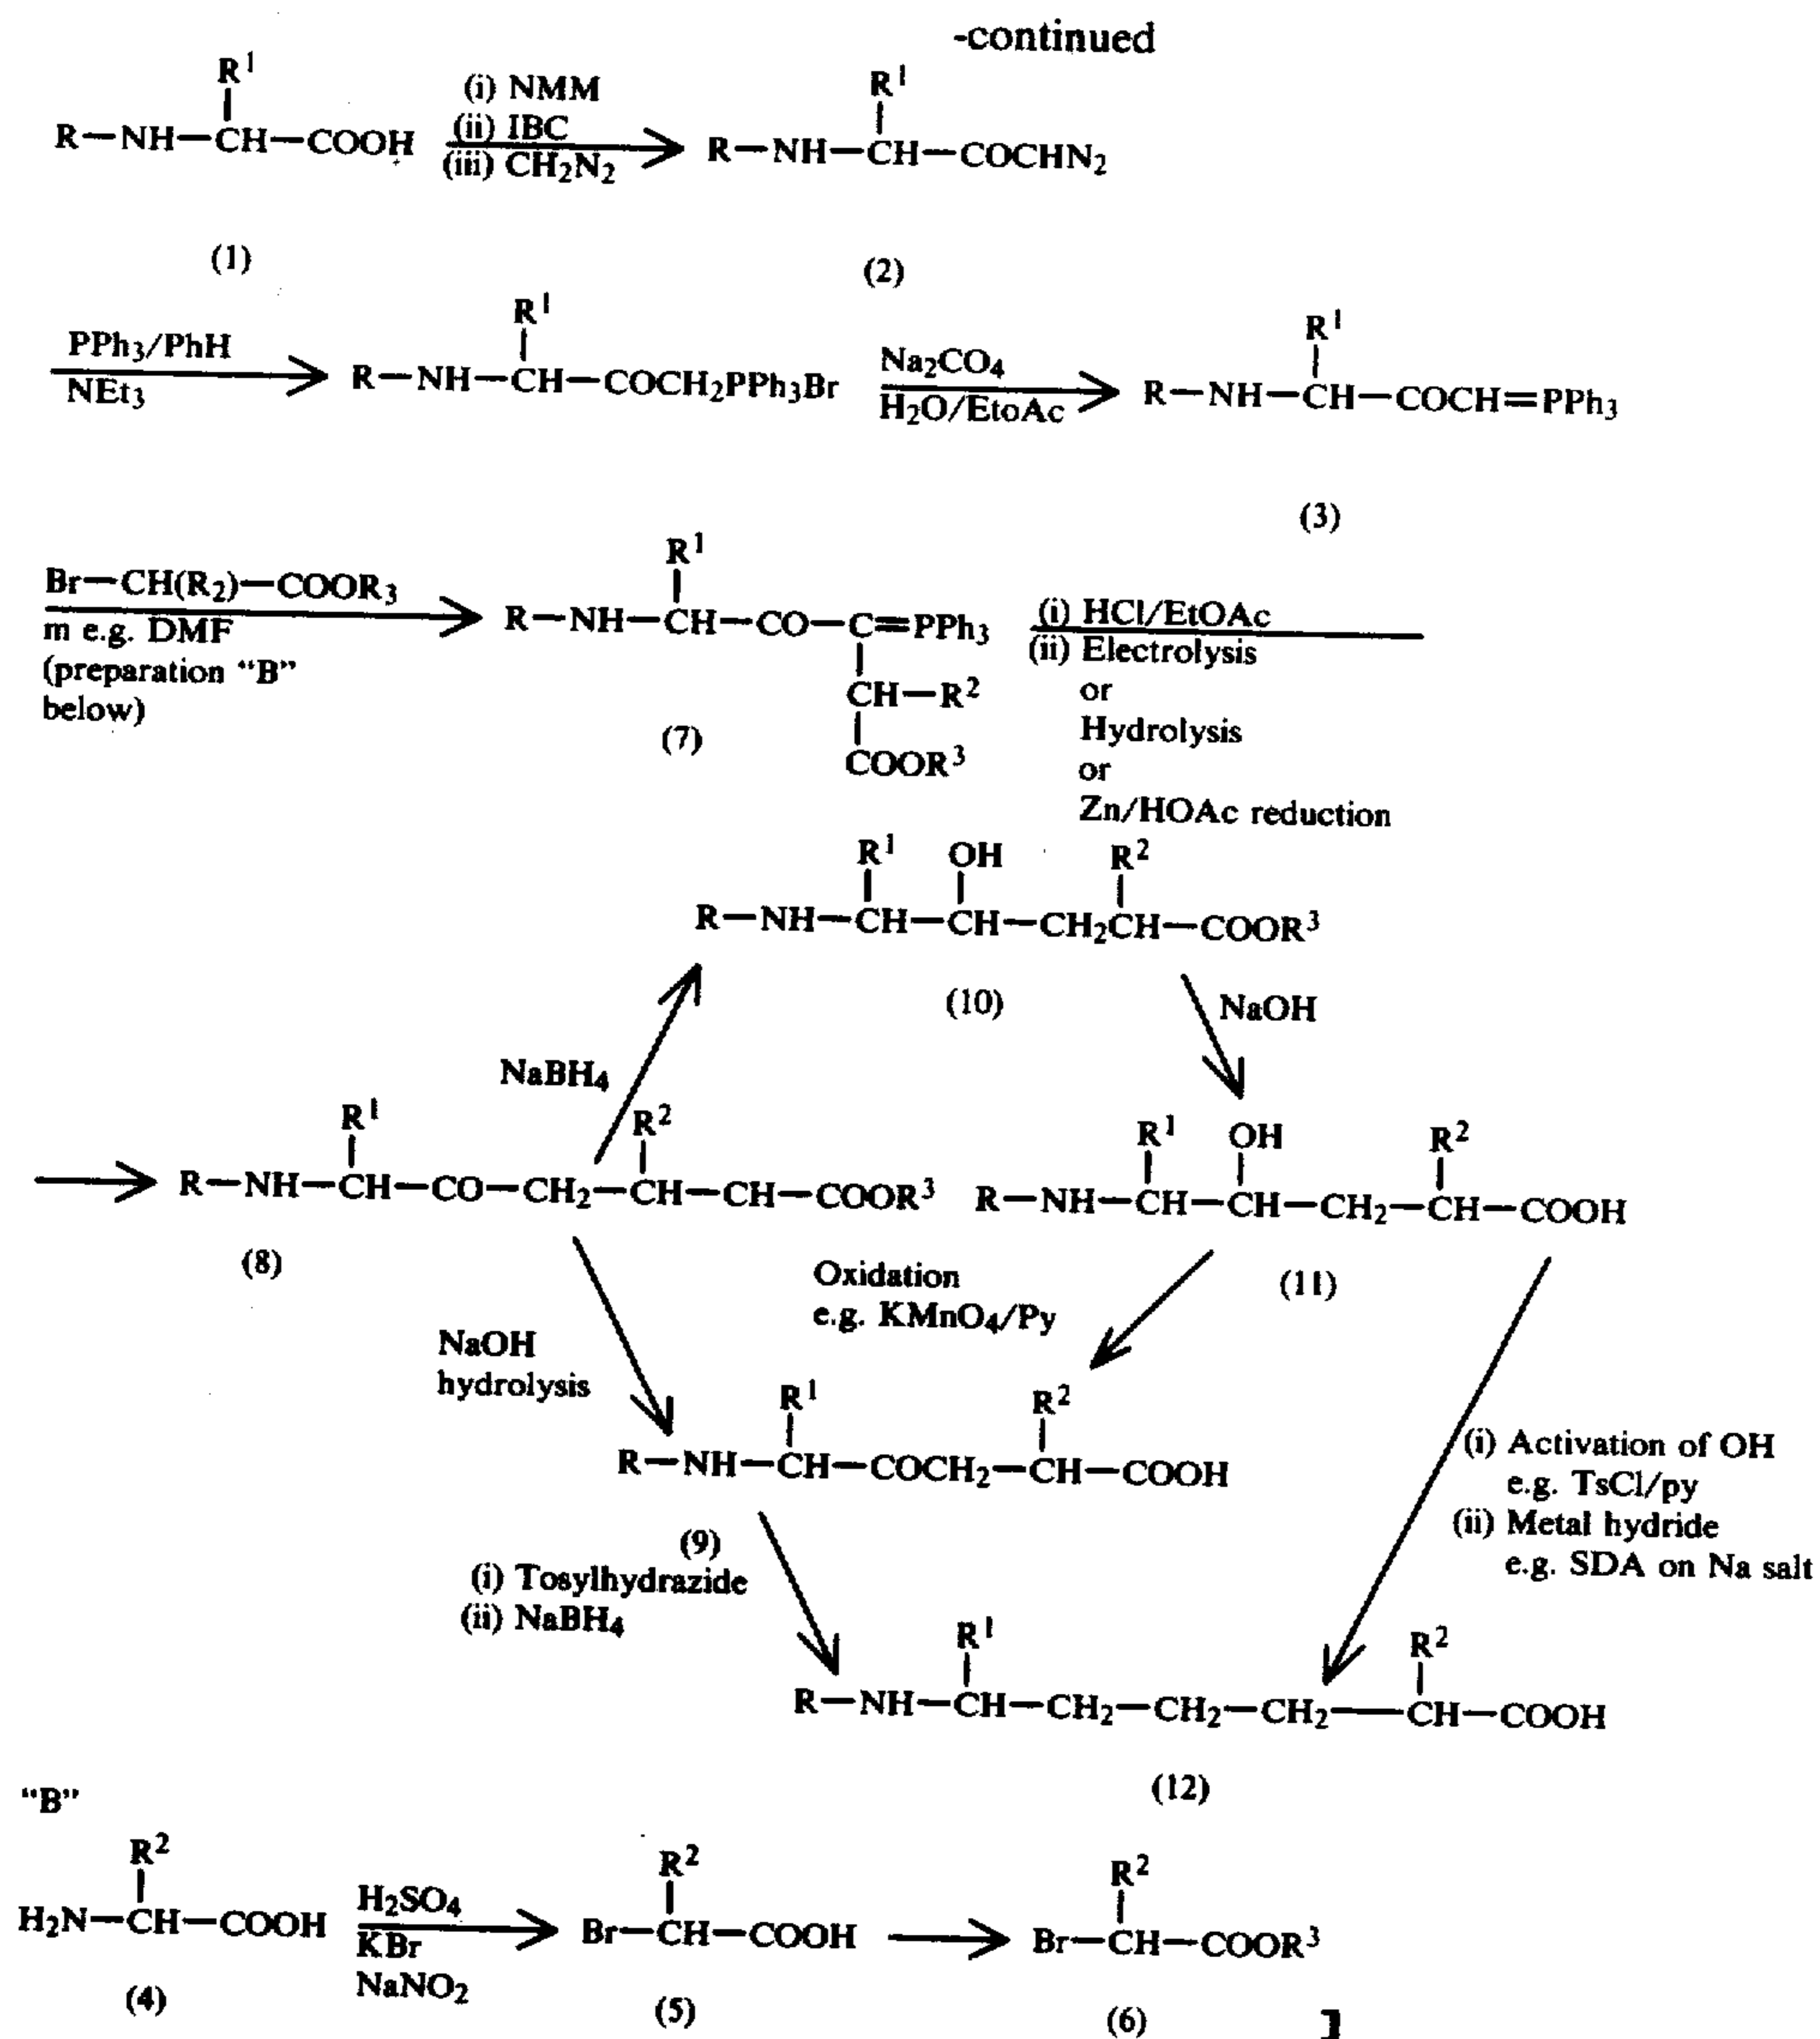 -continued
R¹
R—NH—CH—COOH
(1)
(i) NMM
(ii) IBC
(iii) CH₂N₂
R¹
R—NH—CH—COCHN₂
(2)
PPh₃/PhH
NEt₃
R¹
R—NH—CH—COCH₂PPh₃Br
Na₂CO₄
H₂O/EtoAc
R¹
R—NH—CH—COCH=PPh₃
(3)
Br—CH(R₂)—COOR₃
m e.g. DMF
(preparation “B”
below)
R¹
R—NH—CH—CO—C=PPh₃
CH—R²
COOR³
(7)
(i) HCl/EtOAc
(ii) Electrolysis
or
Hydrolysis
or
Zn/HOAc reduction
R¹ OH R²
R—NH—CH—CH—CH₂CH—COOR³
(10)
NaBH₄
NaOH
R¹ R²
R—NH—CH—CO—CH₂—CH—CH—COOR³
(8)
R¹ OH R²
R—NH—CH—CH—CH₂—CH—COOH
(11)
NaOH
hydrolysis
Oxidation
e.g. KMnO₄/Py
R¹ R²
R—NH—CH—COCH₂—CH—COOH
(9)
(i) Tosylhydrazide
(ii) NaBH₄
(i) Activation of OH
e.g. TsCl/py
(ii) Metal hydride
e.g. SDA on Na salt
R¹ R²
R—NH—CH—CH₂—CH₂—CH₂—CH—COOH
(12)
“B”
R²
H₂N—CH—COOH
(4)
H₂SO₄
KBr
NaNO₂
R²
Br—CH—COOH
(5)
R²
Br—CH—COOR³
(6)
]